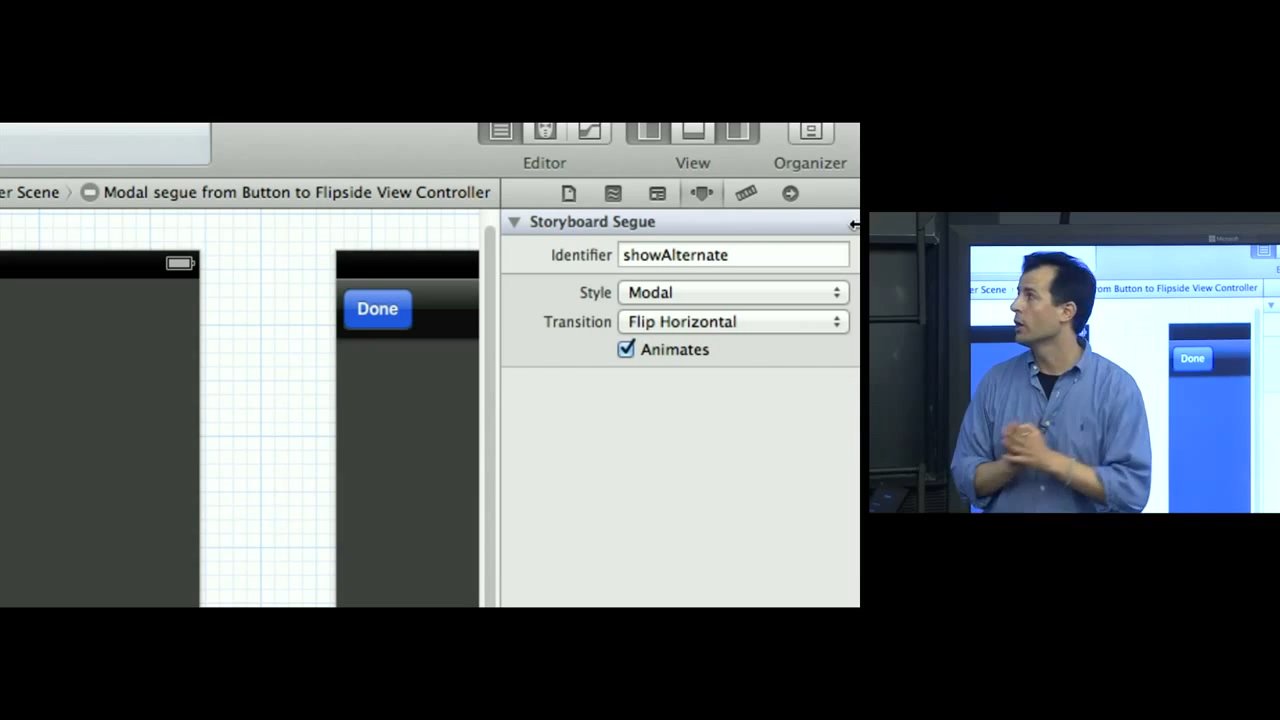 Editor
View
Organizer
er Scene
Modal segue from Button to Flipside View Controller
Storyboard Segue
Identifier
showAlternate
Done
Style
Modal
Transition
Flip Horizontal
Animates
Microsoft
er Scene
from Button to Flipside View Controller
Done